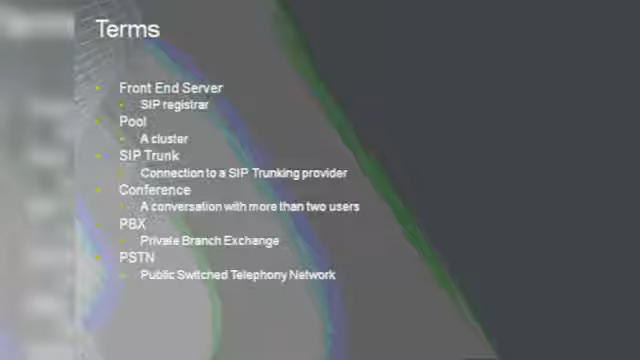 Terms
Front End Server
SIP registrar
Pool
A cluster
SIP Trunk
Connection to a SIP Trunking provider
Conference
A conversation with more than two users
PBX
Private Branch Exchange
PSTN
Public Switched Telephony Network